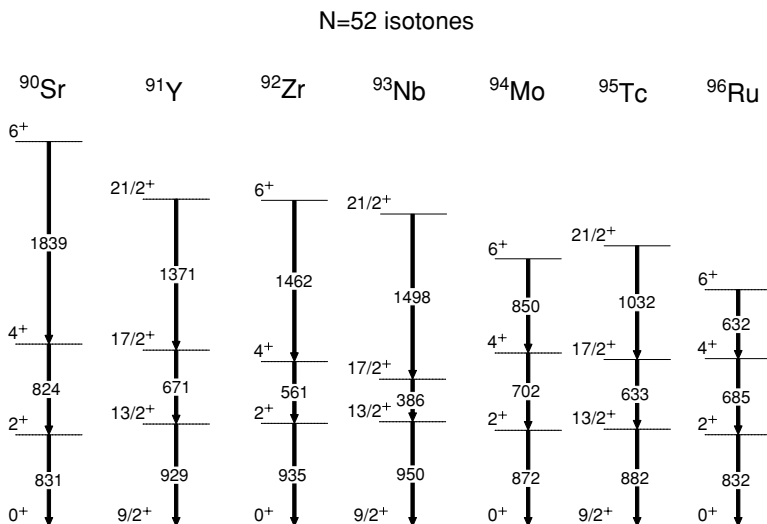 N=52 isotones
⁹⁰Sr ⁹¹Y ⁹²Zr ⁹³Nb ⁹⁴Mo ⁹⁵Tc ⁹⁶Ru
6⁺
21/2⁺ 6⁺
21/2⁺
21/2⁺
6⁺
6⁺
1839 1371 1462 1498 850 1032 632
4⁺ 17/2⁺ 4⁺ 17/2⁺ 4⁺ 17/2⁺ 4⁺
824 671 561 386 702 633 685
2⁺ 13/2⁺ 2⁺ 13/2⁺ 2⁺ 13/2⁺ 2⁺
831 929 935 950 872 882 832
0⁺ 9/2⁺ 0⁺ 9/2⁺ 0⁺ 9/2⁺ 0⁺